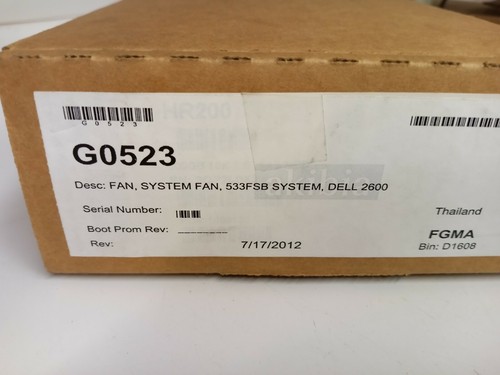 G0523
HR200
G0523
Desc: FAN, SYSTEM FAN, 533FSB SYSTEM, DELL 2600
Serial Number:
Thailand
Boot Prom Rev:
FGMA
Rev: 7/17/2012
Bin: D1608